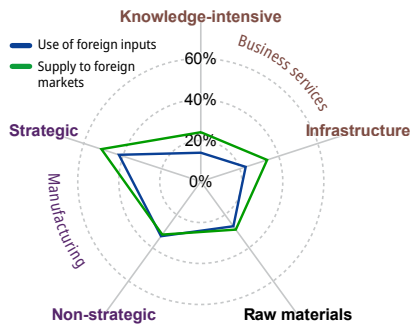 Knowledge-intensive
Use of foreign inputs
Supply to foreign
markets
Business services
60%
40%
20%
0%
Strategic
Infrastructure
Manufacturing
Non-strategic
Raw materials